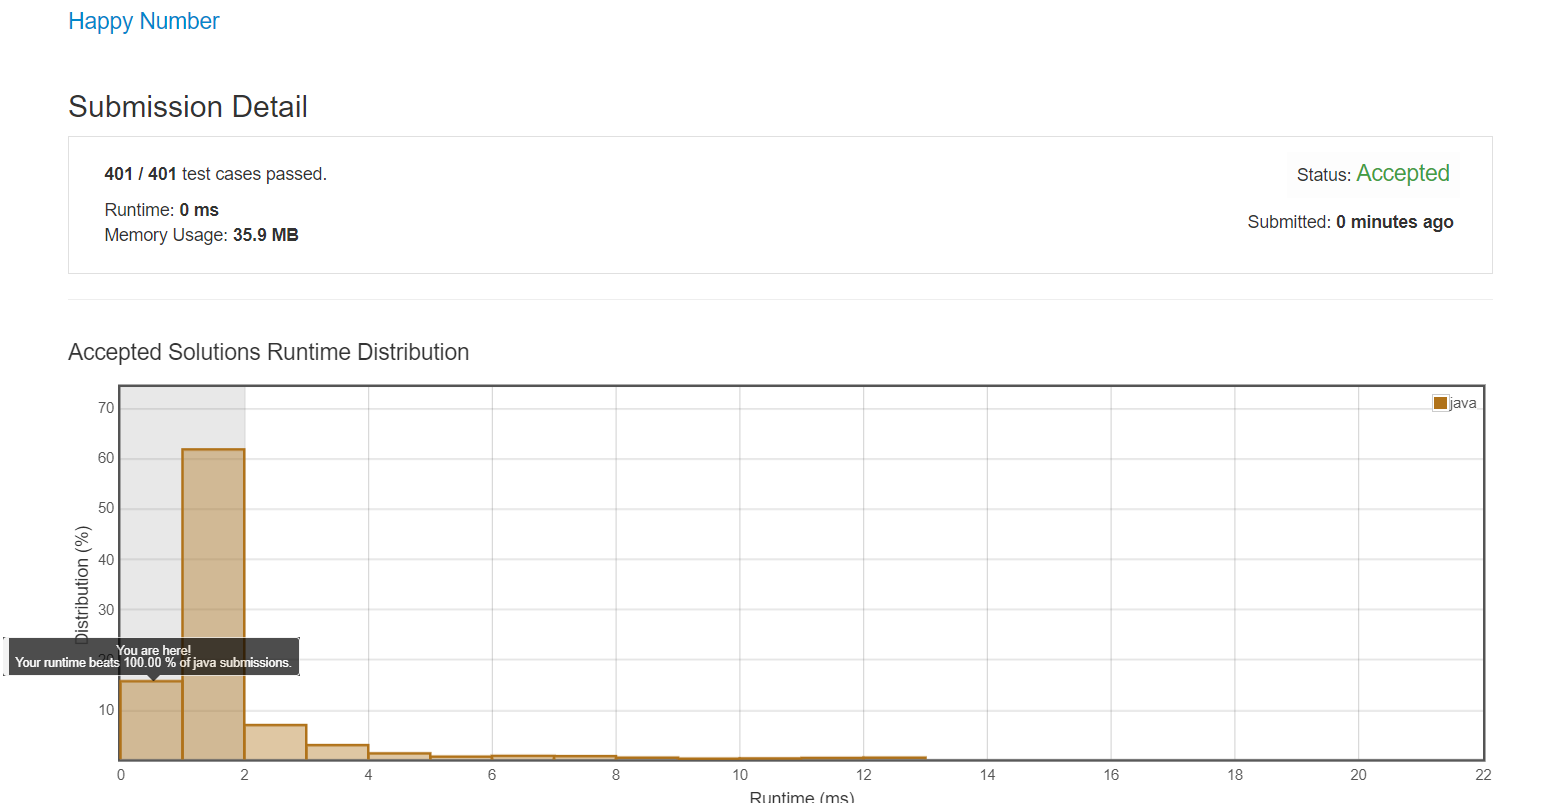 Happy Number
Submission Detail
401 / 401 test cases passed.
Status: Accepted
Runtime: 0 ms
Memory Usage: 35.9 MB
Submitted: 0 minutes ago
Accepted Solutions Runtime Distribution
java
70
60
50
40
30
20
10
Distribution (%)
You are here!
Your runtime beats 100.00 % of java submissions.
0 2 4 6 8 10 12 14 16 18 20 22
Runtime (ms)